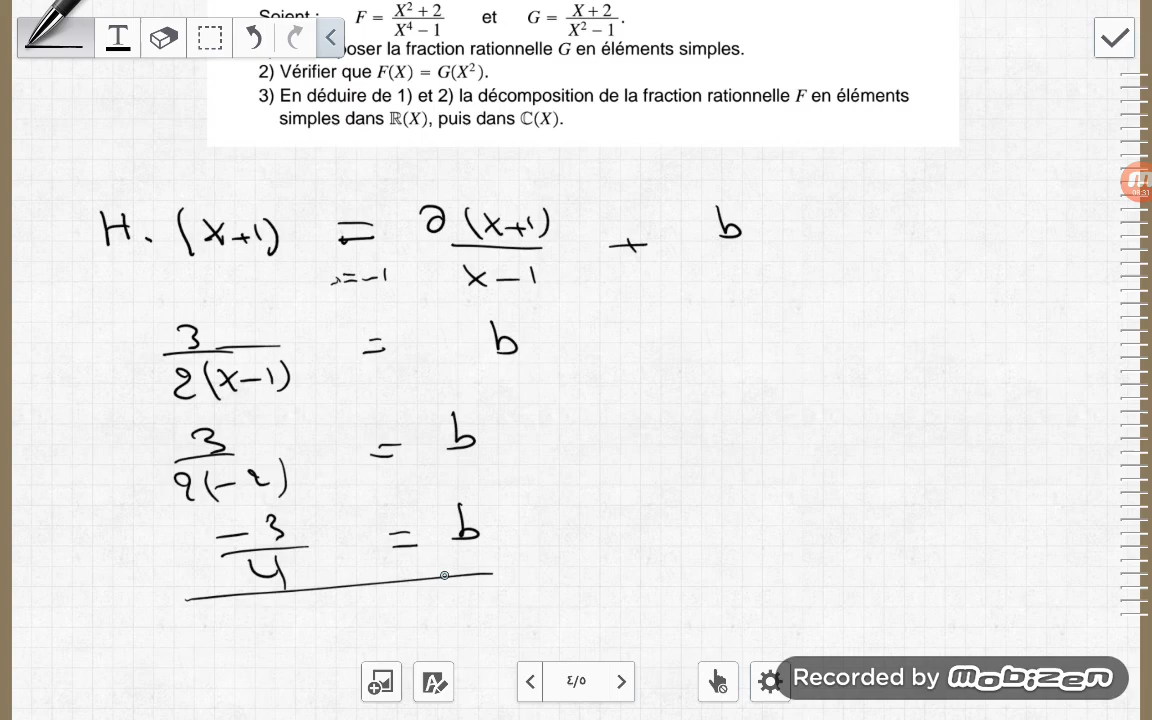 Soient : F = X² + 2 / X⁴ − 1 et G = X + 2 / X² − 1.
oser la fraction rationnelle G en éléments simples.
2) Vérifier que F(X) = G(X²).
3) En déduire de 1) et 2) la décomposition de la fraction rationnelle F en éléments
simples dans ℝ(X), puis dans ℂ(X).
H. (x+1) = a (x+1) / x − 1 + b
x=-1
3 / 2(x−1) = b
3 / 2(−2) = b
−3 / 4 = b
٤/٥
Recorded by mobizen